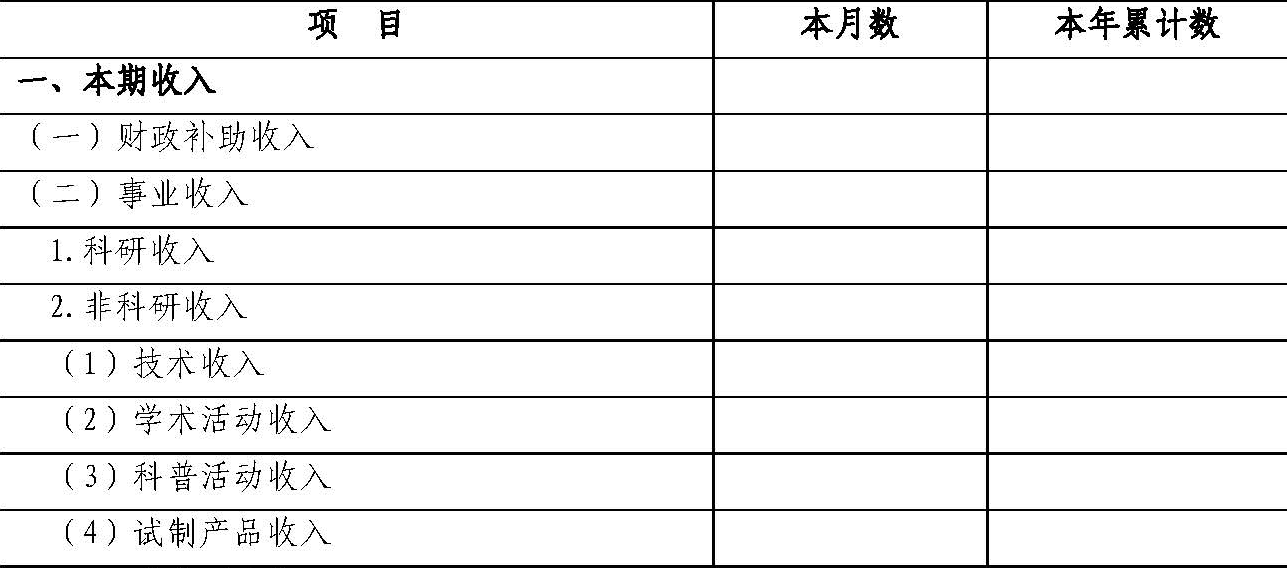 项 目 本月数 本年累计数
一、本期收入
（一）财政补助收入
（二）事业收入
1.科研收入
2.非科研收入
（1）技术收入
（2）学术活动收入
（3）科普活动收入
（4）试制产品收入